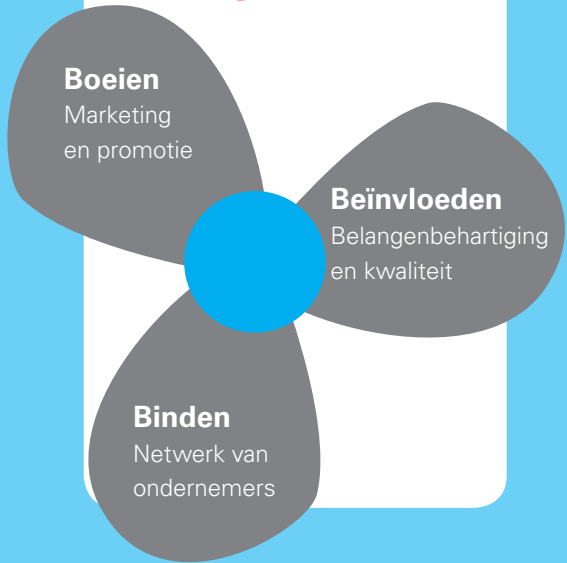 Boeien
Marketing
en promotie
Beïnvloeden
Belangenbehartiging
en kwaliteit
Binden
Netwerk van
ondernemers